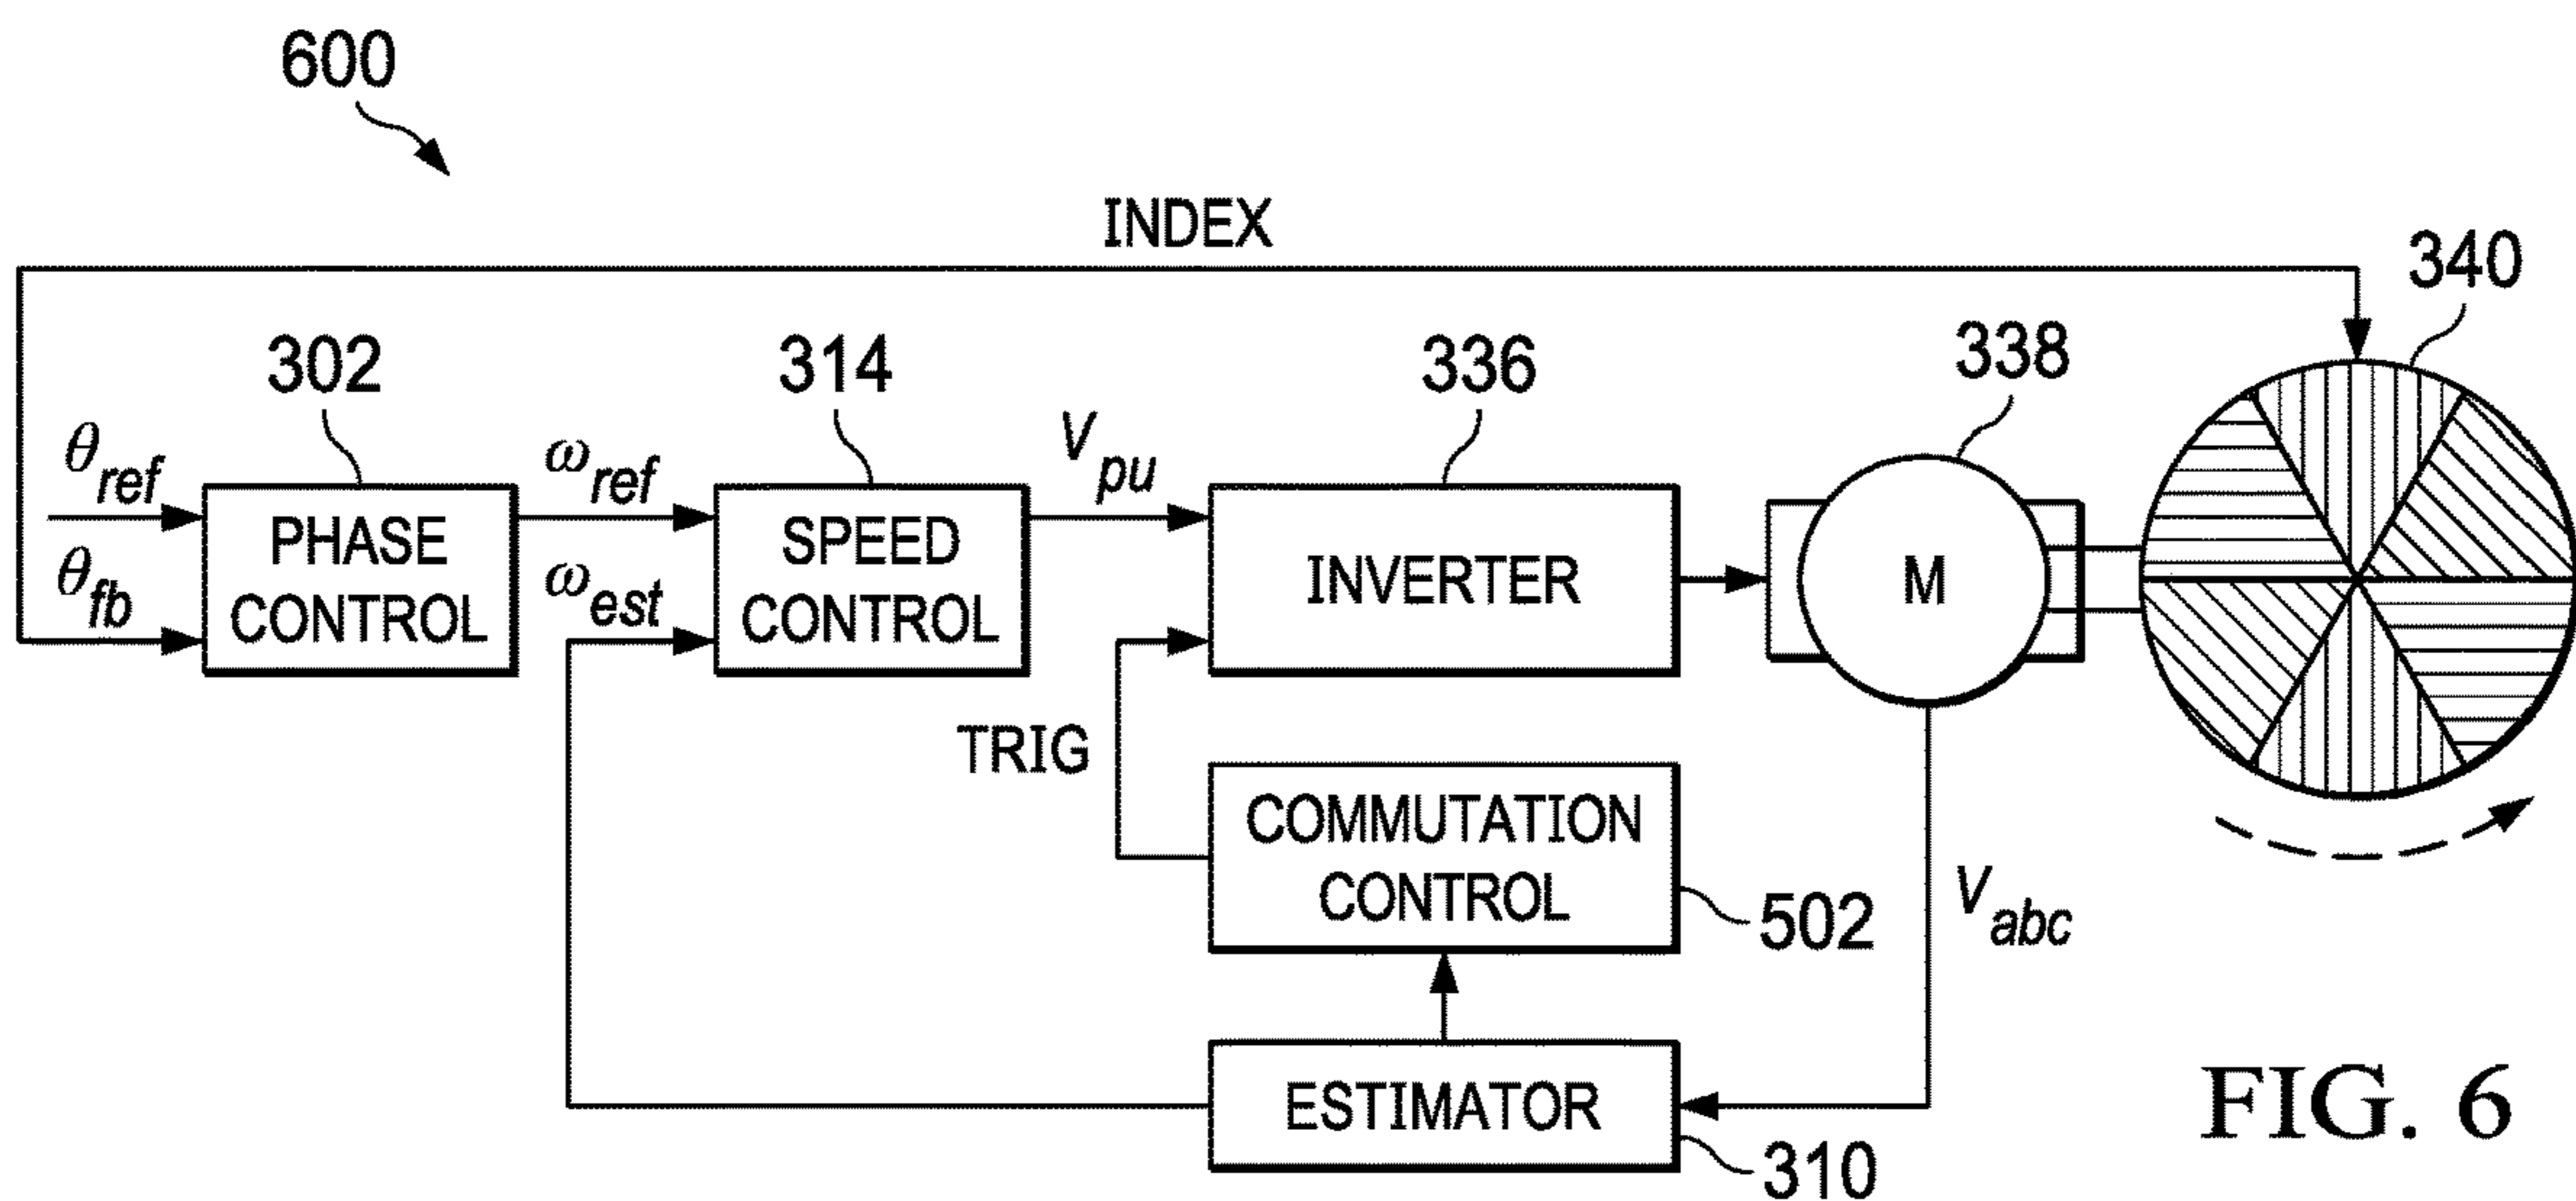 600
INDEX
340
302
314
336
338
θref
ωref
Vpu
θfb
ωest
PHASE
CONTROL
SPEED
CONTROL
INVERTER
M
TRIG
COMMUTATION
CONTROL
502
Vabc
ESTIMATOR
310
FIG. 6